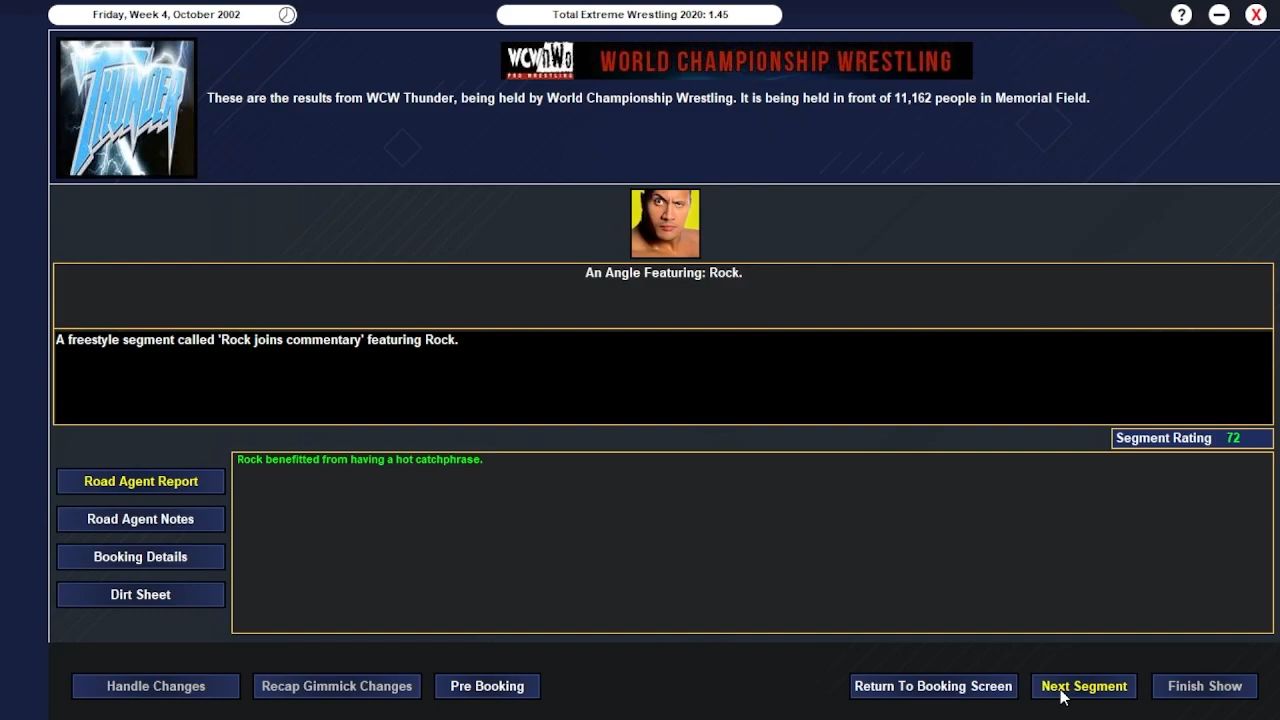 Friday, Week 4, October 2002
Total Extreme Wrestling 2020: 1.45
?
X
THUNDER
WCW nWo
PRO WRESTLING
WORLD CHAMPIONSHIP WRESTLING
These are the results from WCW Thunder, being held by World Championship Wrestling. It is being held in front of 11,162 people in Memorial Field.
An Angle Featuring: Rock.
A freestyle segment called 'Rock joins commentary' featuring Rock.
Segment Rating 72
Rock benefitted from having a hot catchphrase.
Road Agent Report
Road Agent Notes
Booking Details
Dirt Sheet
Handle Changes
Recap Gimmick Changes
Pre Booking
Return To Booking Screen
Next Segment
Finish Show